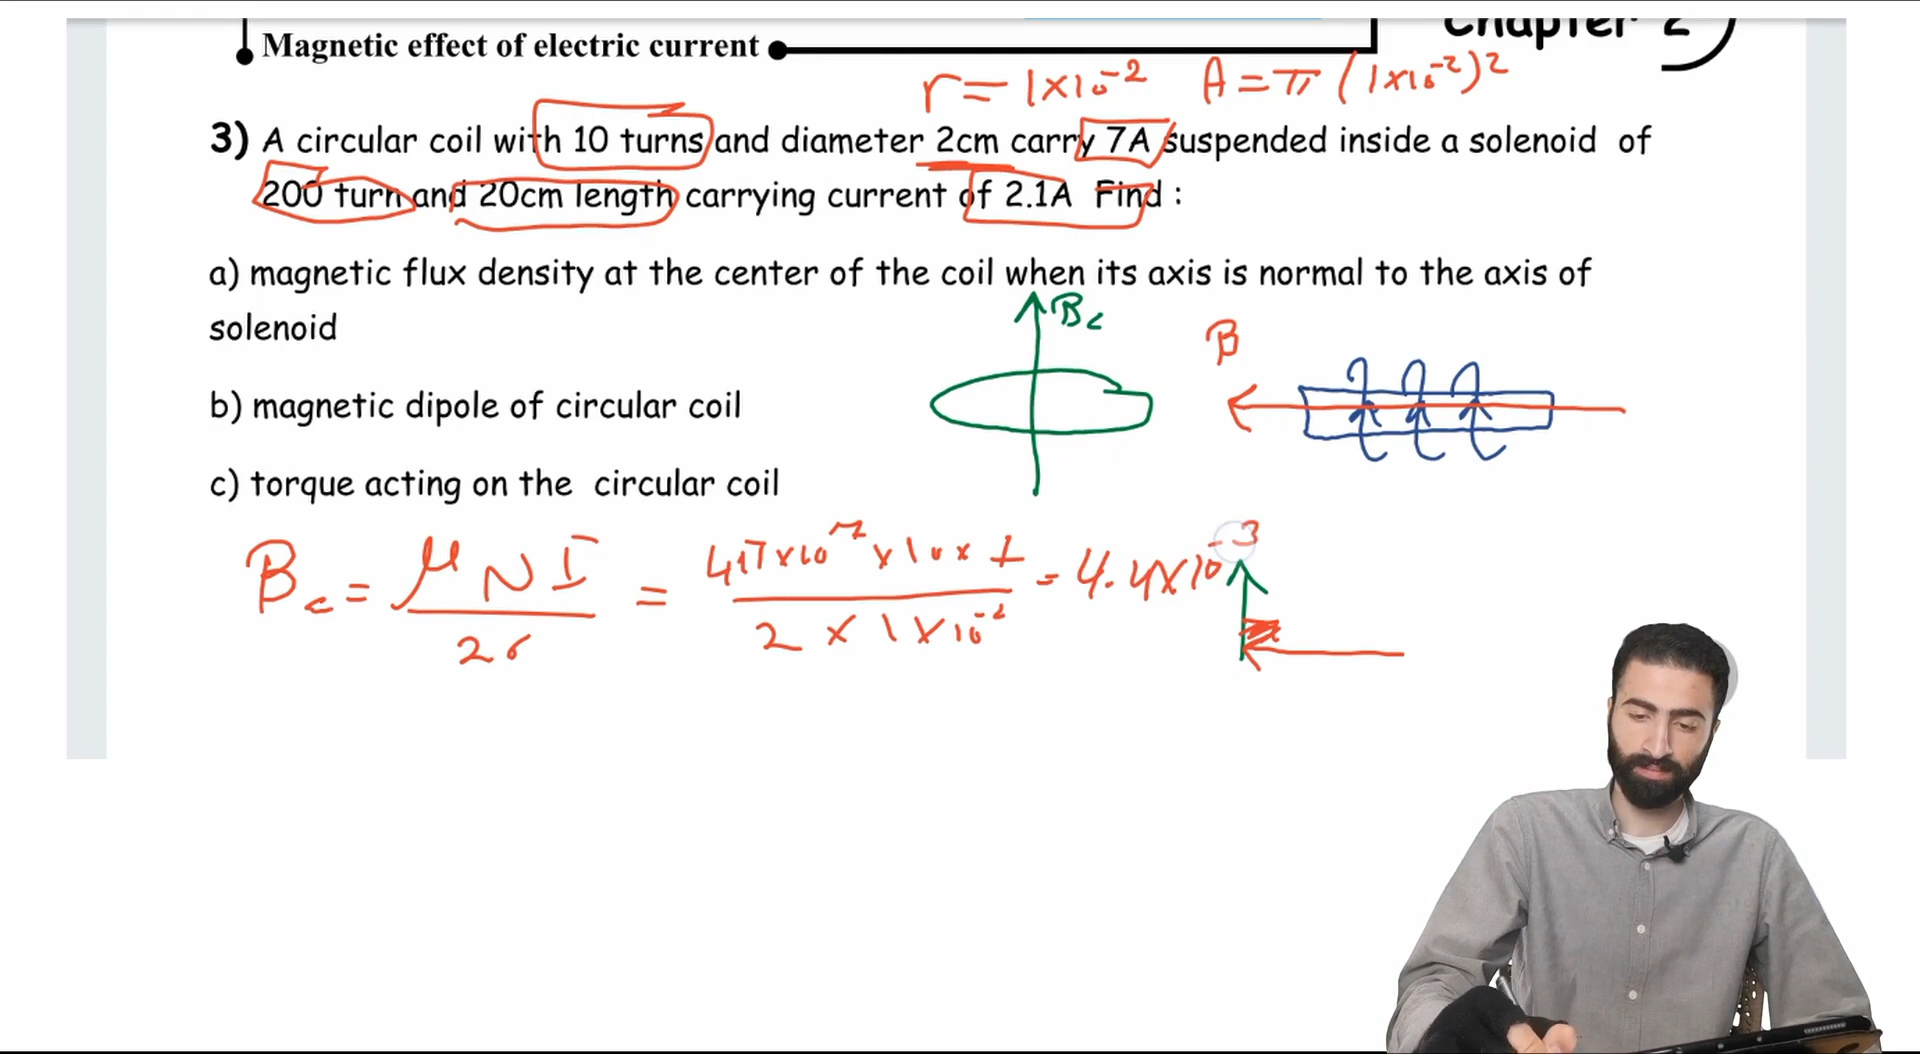 Magnetic effect of electric current
Chapter 2
r = 1×10⁻² A = π (1×10⁻²)²
3) A circular coil with 10 turns and diameter 2cm carry 7A suspended inside a solenoid of
200 turn and 20cm length carrying current of 2.1A Find :
a) magnetic flux density at the center of the coil when its axis is normal to the axis of
solenoid
Bc
B
b) magnetic dipole of circular coil
c) torque acting on the circular coil
Bc = μNI / 2r = 4π×10⁻⁷×10×7 / 2×1×10⁻² = 4.4×10⁻³